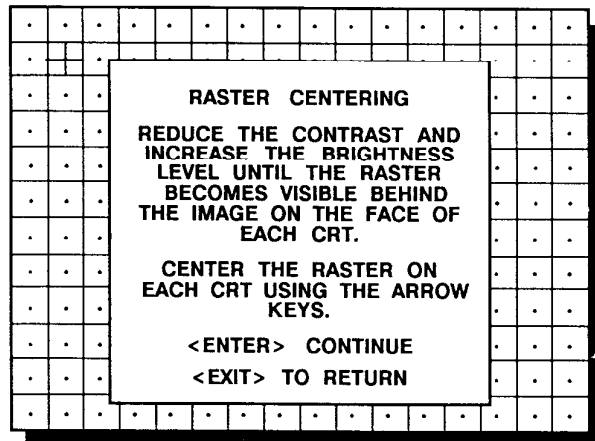 RASTER CENTERING
REDUCE THE CONTRAST AND
INCREASE THE BRIGHTNESS
LEVEL UNTIL THE RASTER
BECOMES VISIBLE BEHIND
THE IMAGE ON THE FACE OF
EACH CRT.
CENTER THE RASTER ON
EACH CRT USING THE ARROW
KEYS.
<ENTER> CONTINUE
<EXIT> TO RETURN